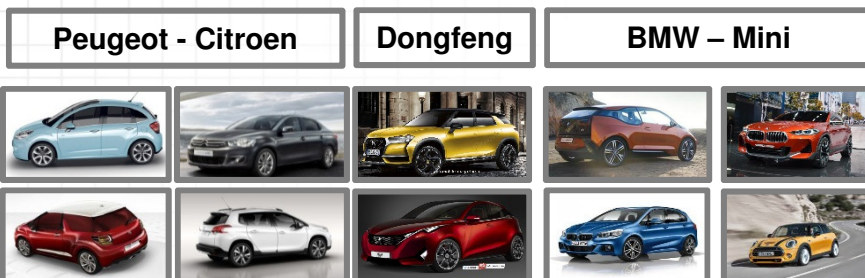 Peugeot - Citroen
Dongfeng
BMW – Mini